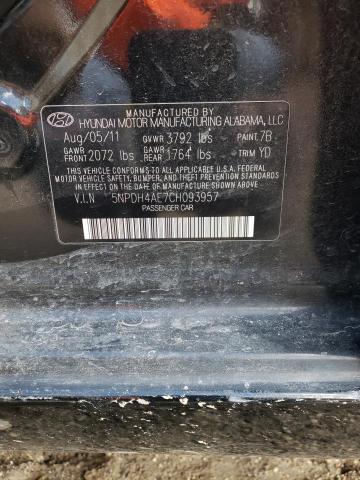 MANUFACTURED BY
HYUNDAI MOTOR MANUFACTURING ALABAMA, LLC
Aug/05/11 GVWR 3792 lbs PAINT 7B
GAWR FRONT 2072 lbs GAWR REAR 1764 lbs TRIM YD
THIS VEHICLE CONFORMS TO ALL APPLICABLE U.S. FEDERAL
MOTOR VEHICLE SAFETY, BUMPER, AND THEFT PREVENTION
STANDARDS IN EFFECT ON THE DATE OF MANUFACTURE
SHOWN ABOVE.
V.I.N 5NPDH4AE7CH093957
PASSENGER CAR